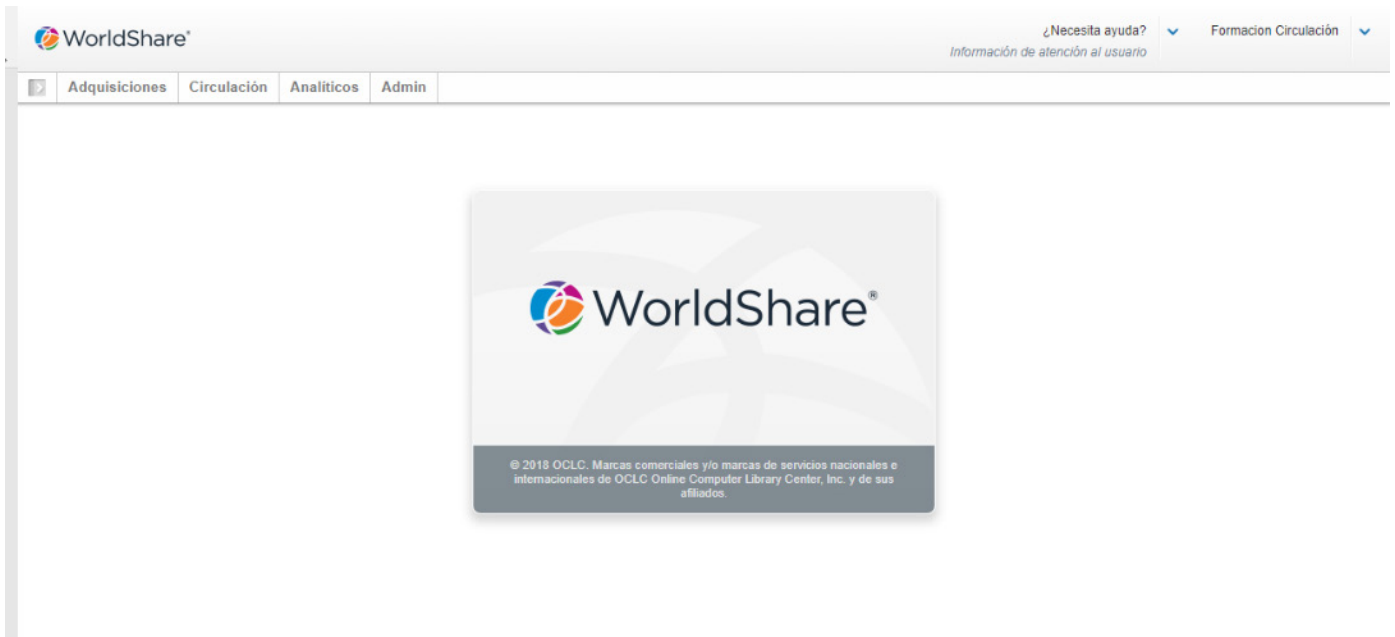 WorldShare®
¿Necesita ayuda?
Formacion Circulación
Información de atención al usuario
Adquisiciones Circulación Analíticos Admin
WorldShare®
© 2018 OCLC. Marcas comerciales y/o marcas de servicios nacionales e
internacionales de OCLC Online Computer Library Center, Inc. y de sus
afiliados.